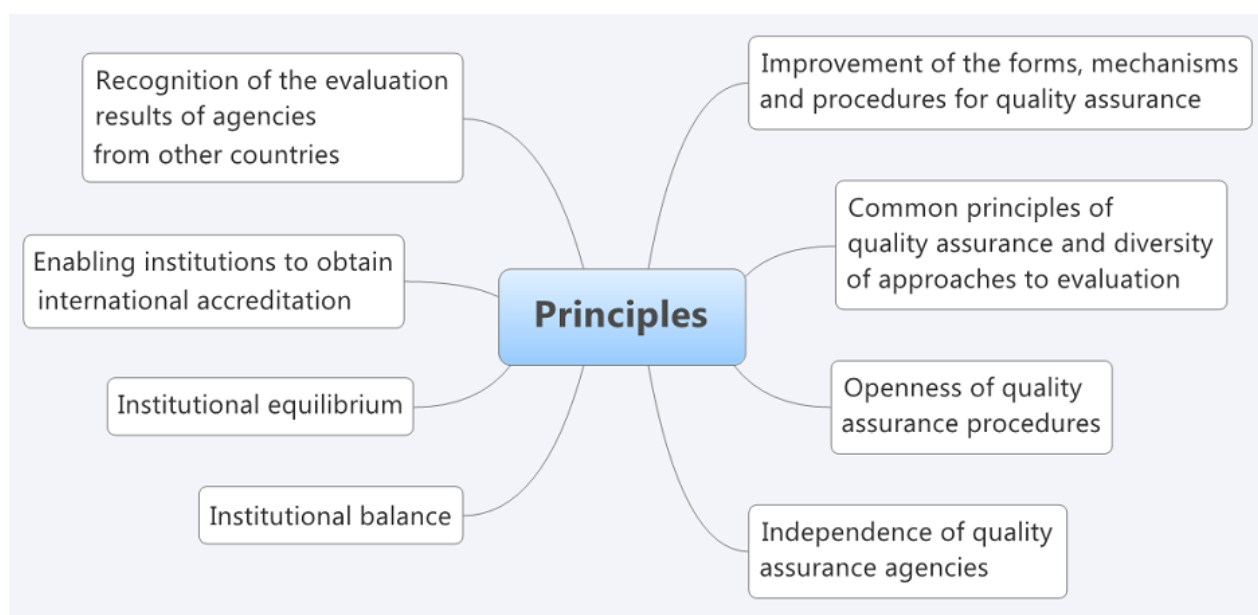 Recognition of the evaluation
results of agencies
from other countries
Enabling institutions to obtain
international accreditation
Institutional equilibrium
Institutional balance
Principles
Improvement of the forms, mechanisms
and procedures for quality assurance
Common principles of
quality assurance and diversity
of approaches to evaluation
Openness of quality
assurance procedures
Independence of quality
assurance agencies